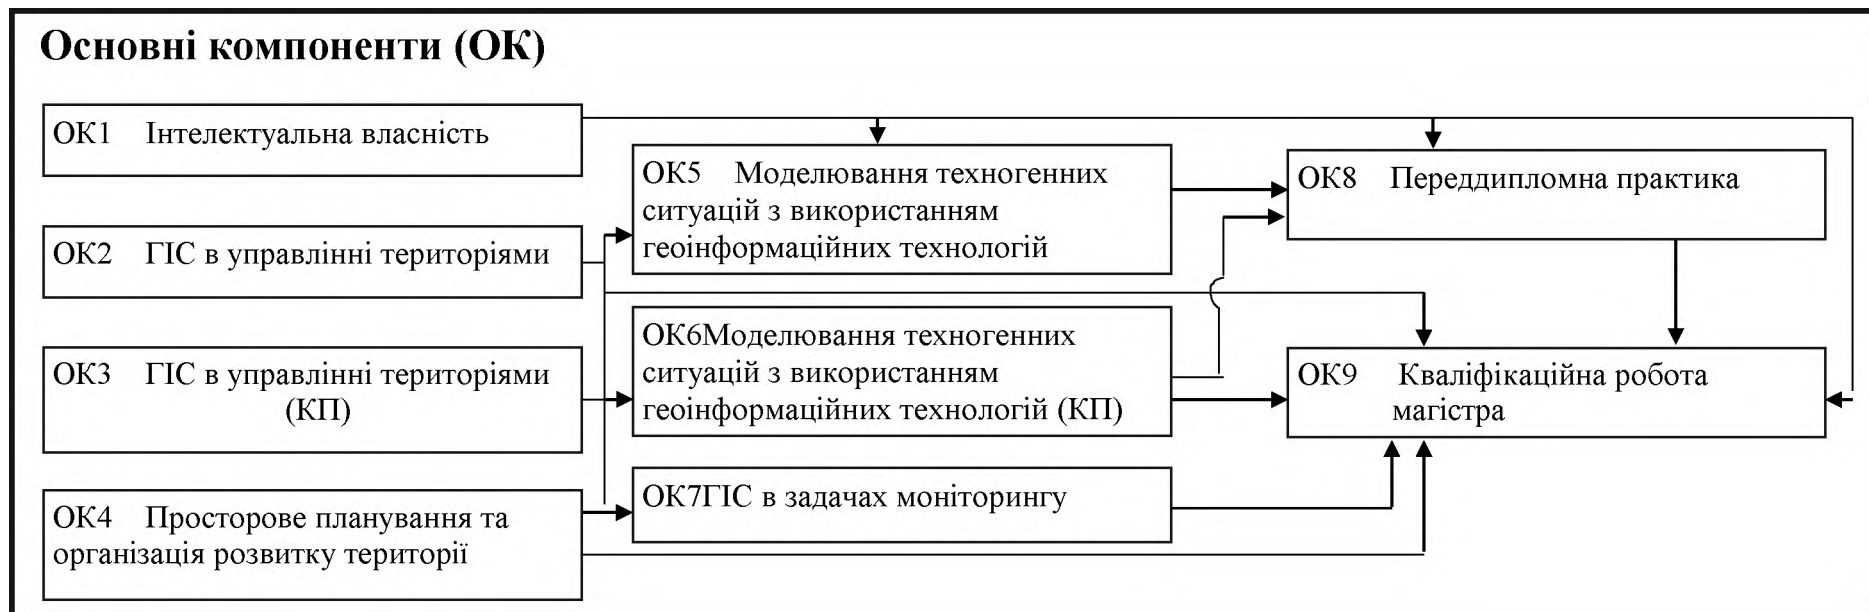 Основні компоненти (ОК)
ОК1 Інтелектуальна власність
ОК2 ГІС в управлінні територіями
ОК3 ГІС в управлінні територіями
(КП)
ОК4 Просторове планування та
організація розвитку території
ОК5 Моделювання техногенних
ситуацій з використанням
геоінформаційних технологій
ОК6Моделювання техногенних
ситуацій з використанням
геоінформаційних технологій (КП)
ОК7ГІС в задачах моніторингу
ОК8 Переддипломна практика
ОК9 Кваліфікаційна робота
магістра